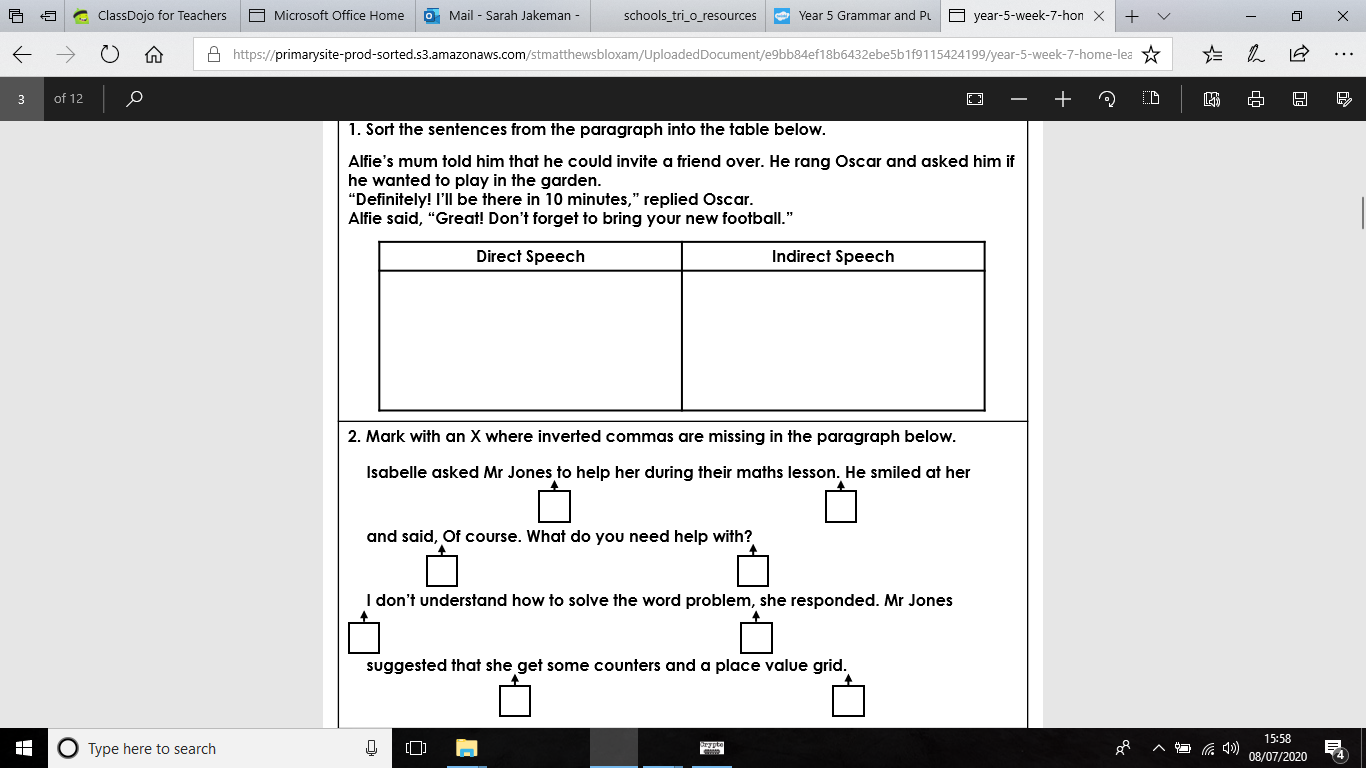 ClassDojo for Teachers
Microsoft Office Home
Mail - Sarah Jakeman -
schools_tri_o_resources
Year 5 Grammar and Pu
year-5-week-7-hon
https://primarysite-prod-sorted.s3.amazonaws.com/stmatthewsbloxam/UploadedDocument/e9bb84ef18b6432ebe5b1f9115424199/year-5-week-7-home-lea
3 of 12
1. Sort the sentences from the paragraph into the table below.
Alfie’s mum told him that he could invite a friend over. He rang Oscar and asked him if
he wanted to play in the garden.
“Definitely! I’ll be there in 10 minutes,” replied Oscar.
Alfie said, “Great! Don’t forget to bring your new football.”
Direct Speech
Indirect Speech
2. Mark with an X where inverted commas are missing in the paragraph below.
Isabelle asked Mr Jones to help her during their maths lesson. He smiled at her
and said, Of course. What do you need help with?
I don’t understand how to solve the word problem, she responded. Mr Jones
suggested that she get some counters and a place value grid.
Type here to search
Crypto
15:58
08/07/2020
4